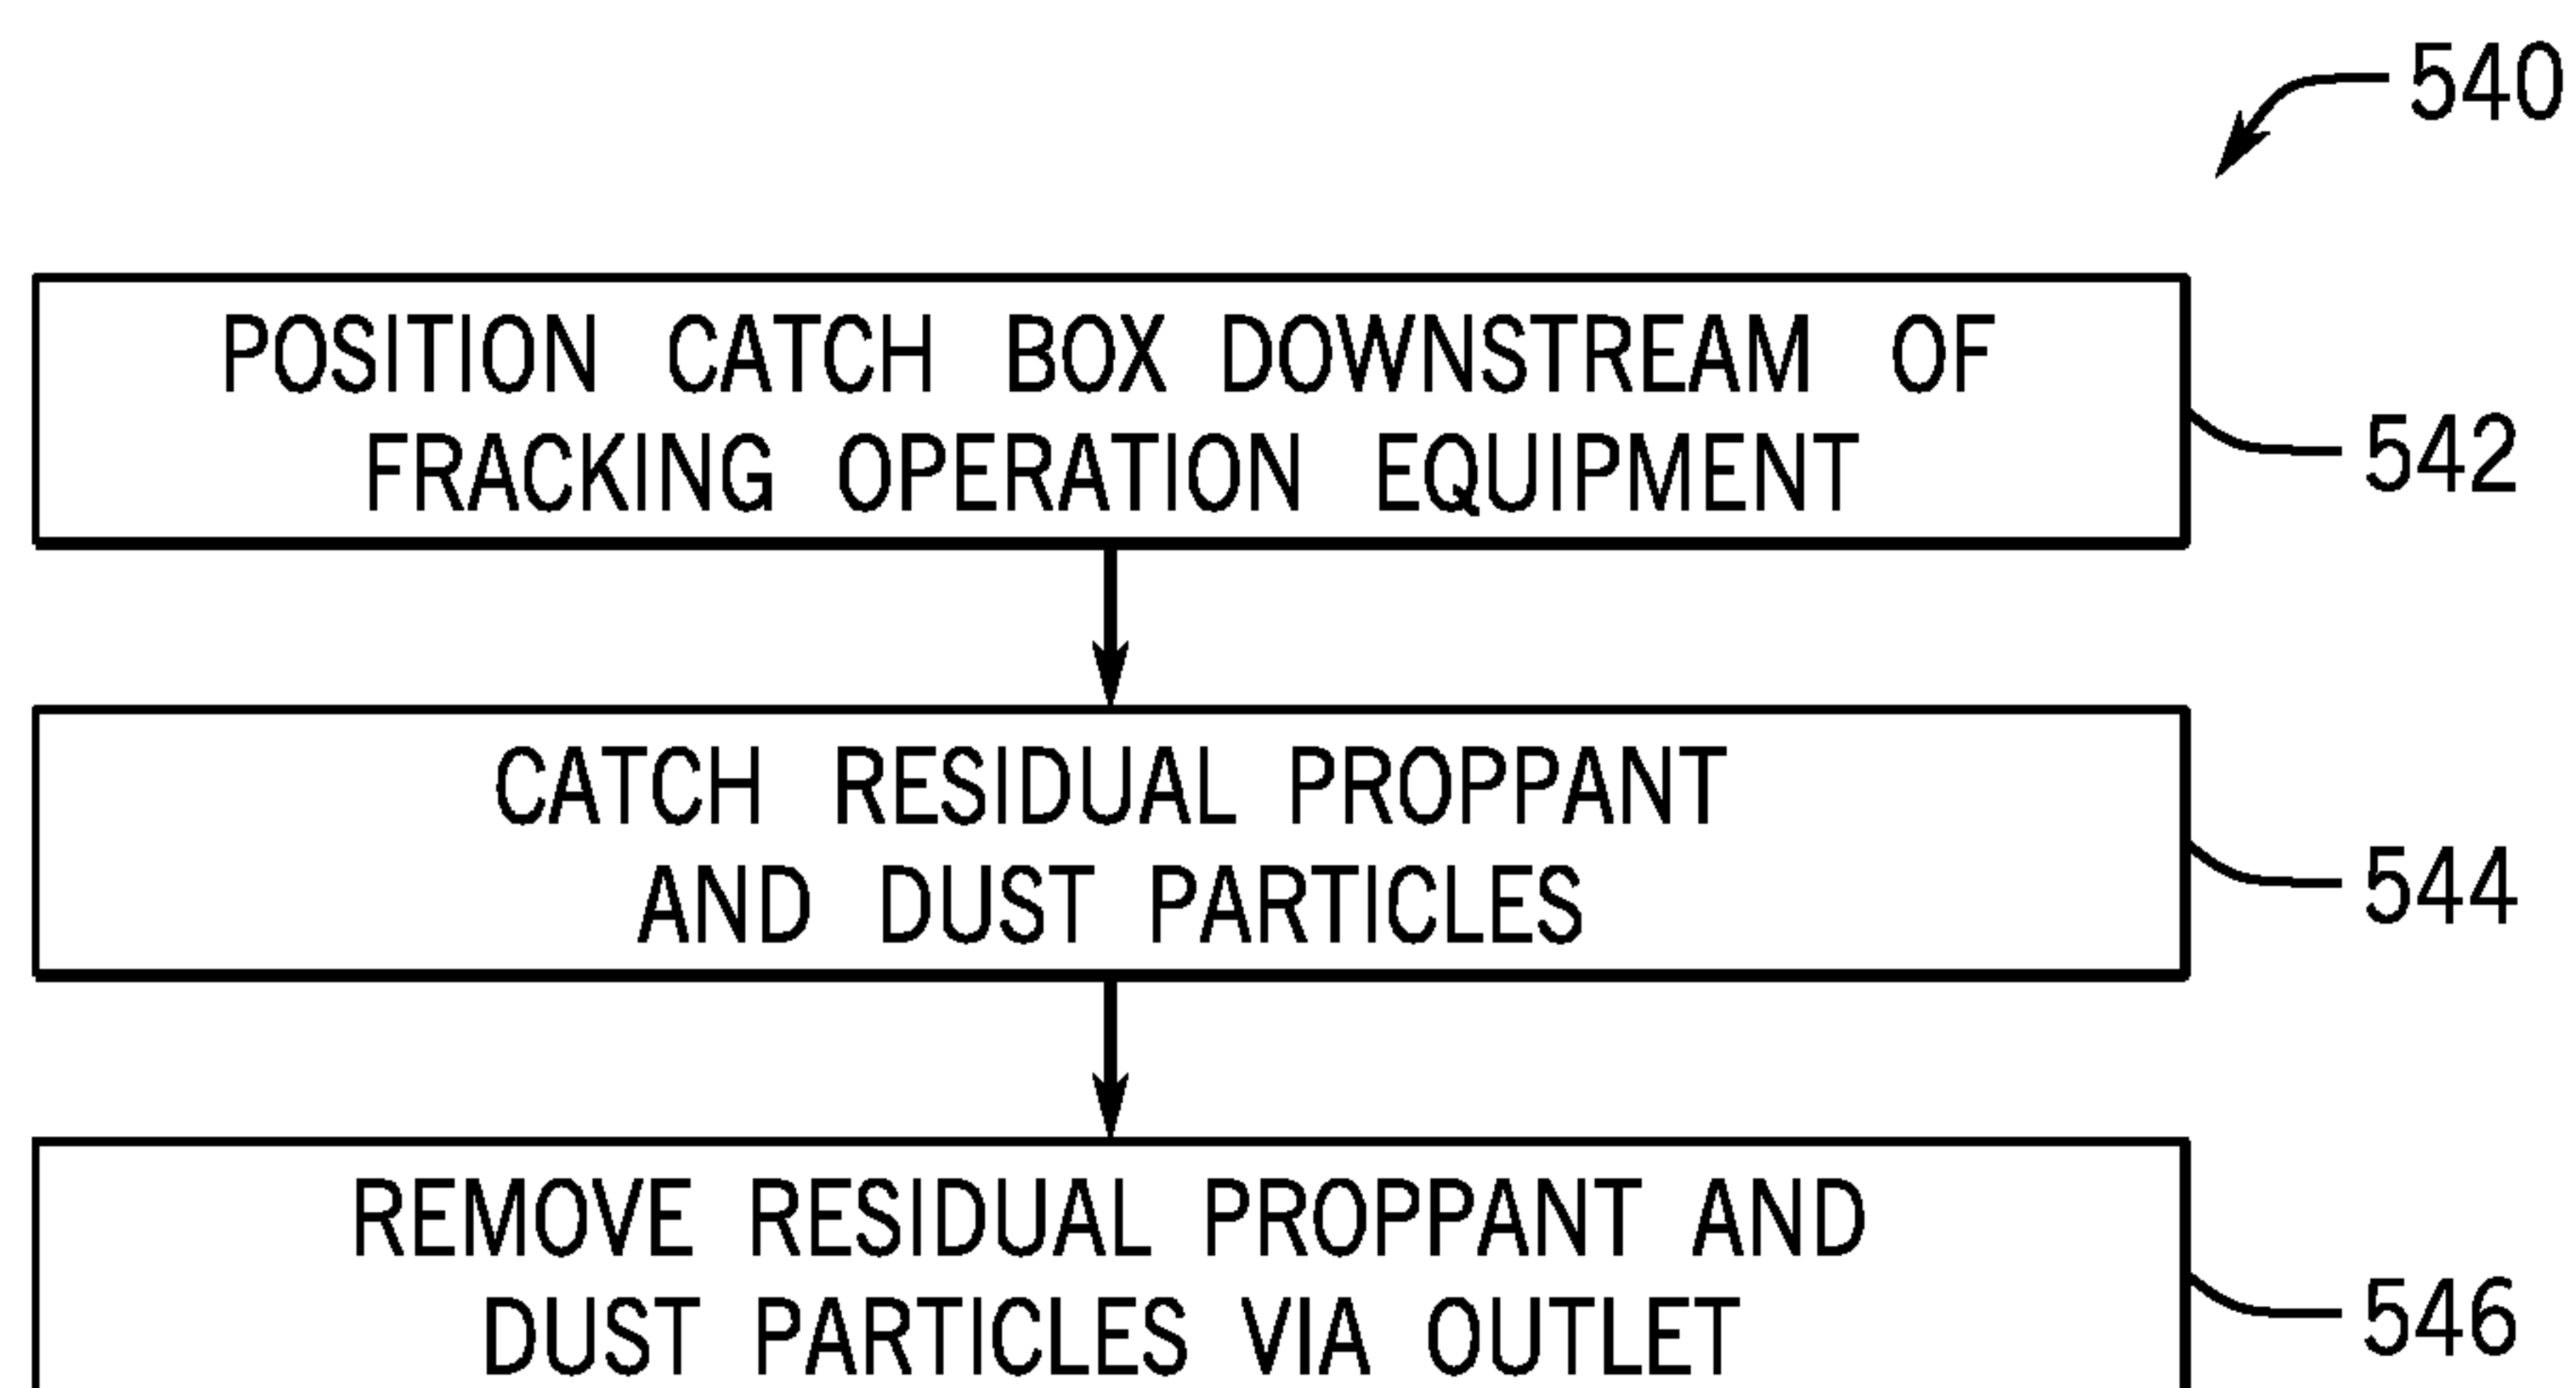 540
POSITION CATCH BOX DOWNSTREAM OF
FRACKING OPERATION EQUIPMENT
542
CATCH RESIDUAL PROPPANT
AND DUST PARTICLES
544
REMOVE RESIDUAL PROPPANT AND
DUST PARTICLES VIA OUTLET
546